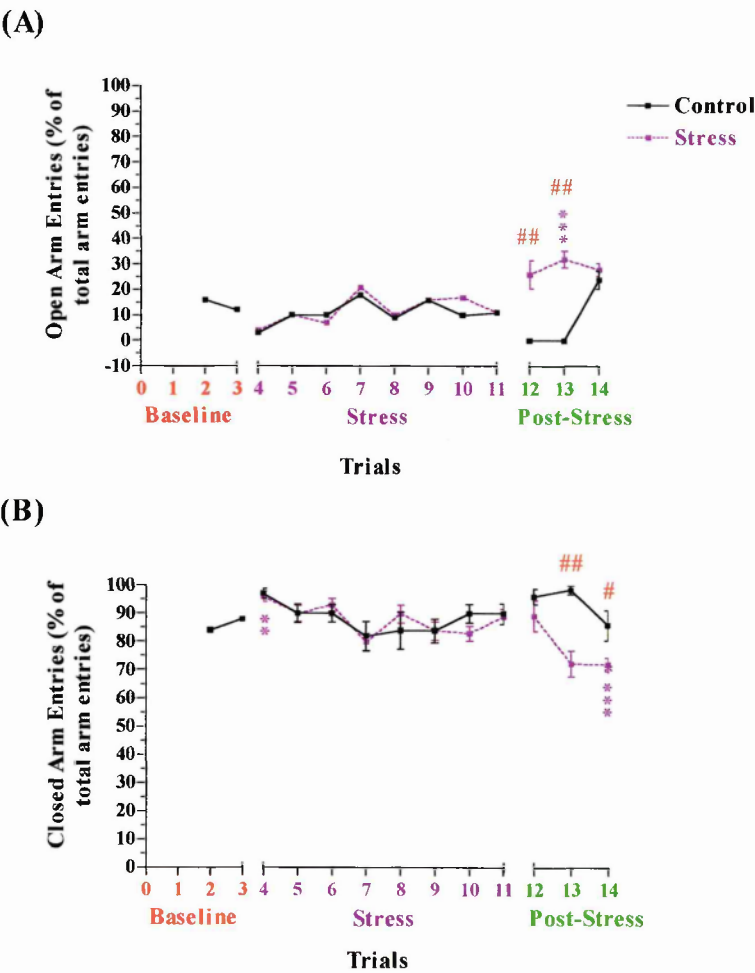 (A)
Open Arm Entries (% of
total arm entries)
100
90
80
70
60
50
40
30
20
10
0
-10
Control
Stress
##
##
***
0 1 2 3 4 5 6 7 8 9 10 11 12 13 14
Baseline Stress Post-Stress
Trials
(B)
Closed Arm Entries (% of
total arm entries)
100
90
80
70
60
50
40
30
20
10
0
**
##
#
***
0 1 2 3 4 5 6 7 8 9 10 11 12 13 14
Baseline Stress Post-Stress
Trials